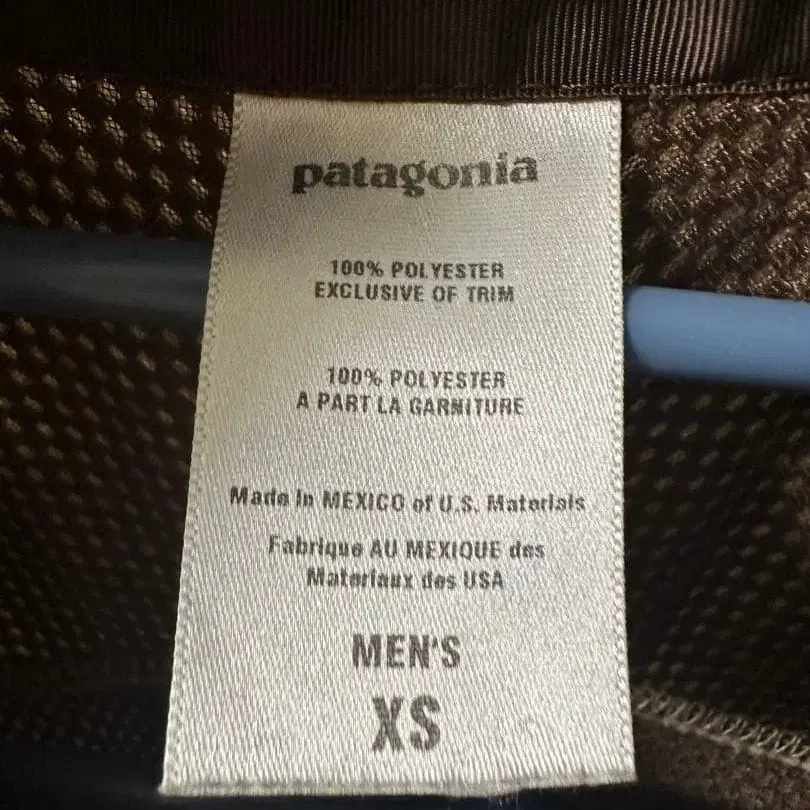 patagonia
100% POLYESTER
EXCLUSIVE OF TRIM
100% POLYESTER
A PART LA GARNITURE
Made in MEXICO of U.S. Materials
Fabrique AU MEXIQUE des
Materiaux des USA
MEN'S
XS